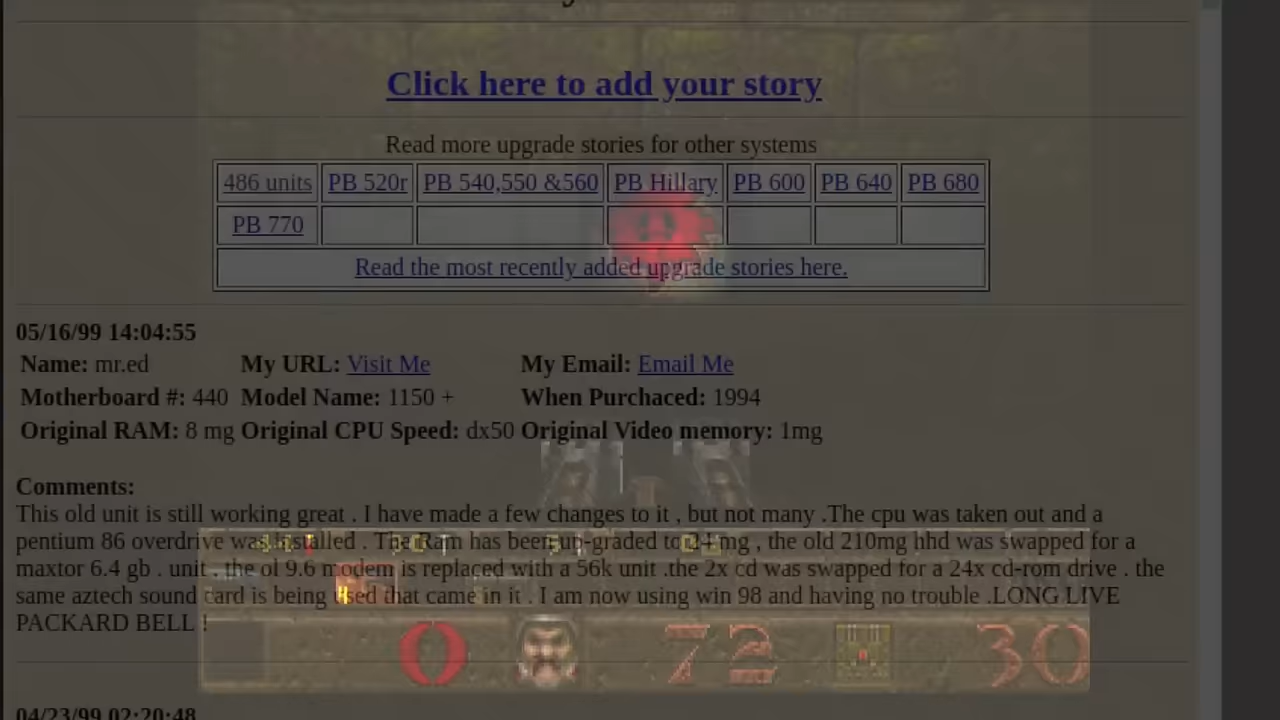 Click here to add your story
Read more upgrade stories for other systems
486 units PB 520r PB 540,550 &560 PB Hillary PB 600 PB 640 PB 680
PB 770
Read the most recently added upgrade stories here.
05/16/99 14:04:55
Name: mr.ed My URL: Visit Me My Email: Email Me
Motherboard #: 440 Model Name: 1150 + When Purchased: 1994
Original RAM: 8 mg Original CPU Speed: dx50 Original Video memory: 1mg
Comments:
This old unit is still working great . I have made a few changes to it , but not many .The cpu was taken out and a
pentium 86 overdrive was installed . The Ram has been up-graded to 24 mg , the old 210mg hhd was swapped for a
maxtor 6.4 gb . unit . the ol 9.6 modem is replaced with a 56k unit .the 2x cd was swapped for a 24x cd-rom drive . the
same aztech sound card is being used that came in it . I am now using win 98 and having no trouble .LONG LIVE
PACKARD BELL !
0 72 30
04/23/99 02:20:48